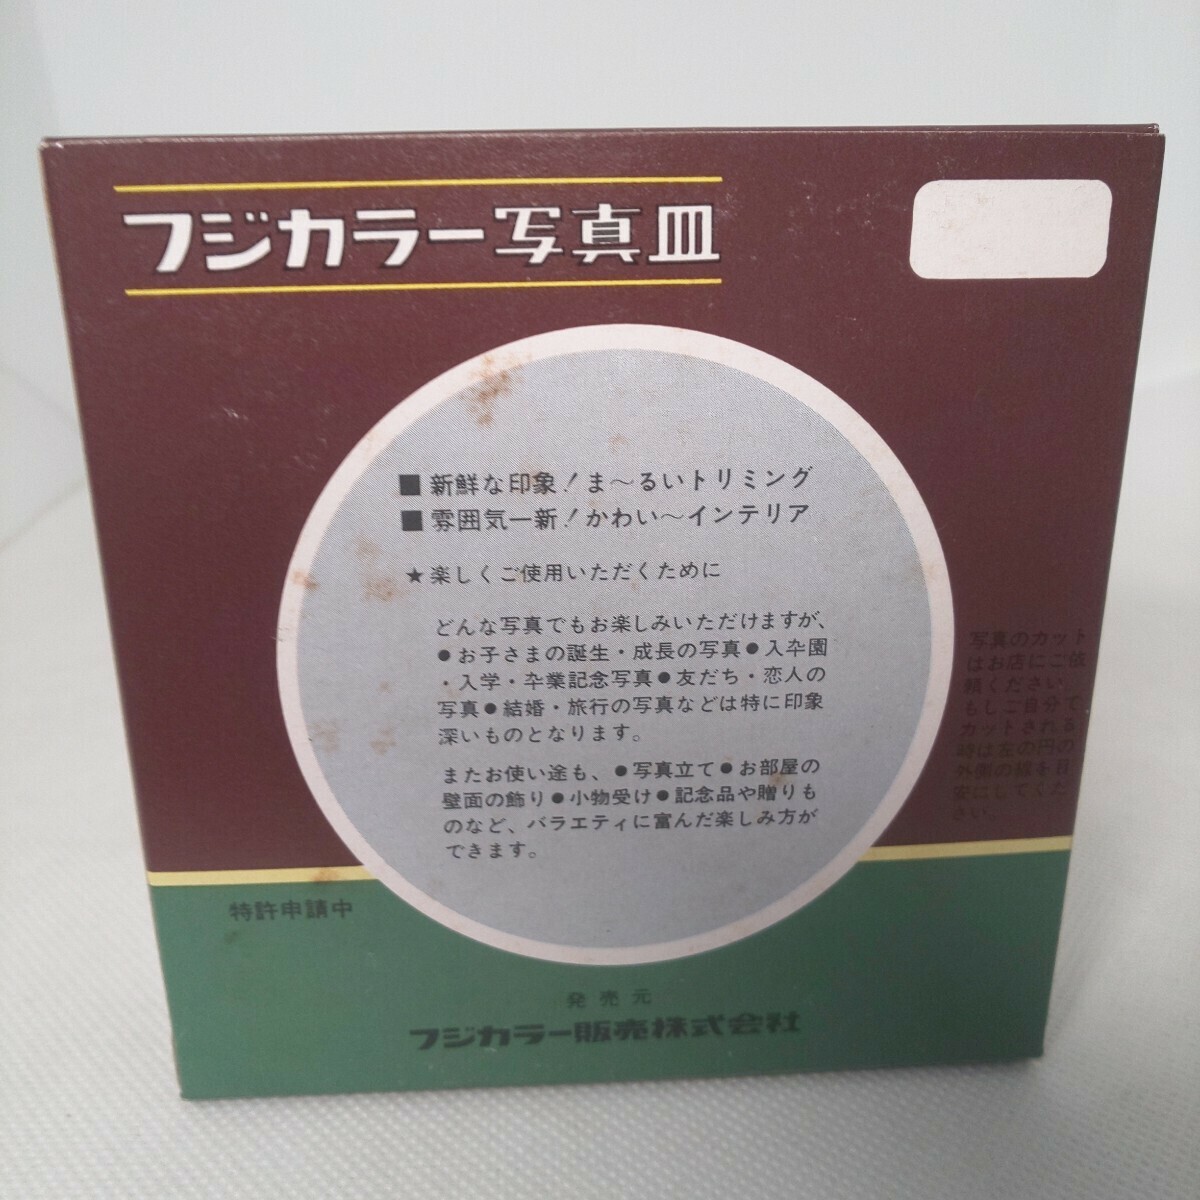 フジカラー写真皿
■ 新鮮な印象！ま〜るいトリミング
■ 雰囲気一新！かわい〜インテリア
★ 楽しくご使用いただくために
どんな写真でもお楽しみいただけますが、
●お子さまの誕生・成長の写真●入卒園
・入学・卒業記念写真●友だち・恋人の
写真●結婚・旅行の写真などは特に印象
深いものとなります。
またお使い途も、●写真立て●お部屋の
壁面の飾り●小物受け●記念品や贈りも
のなど、バラエティに富んだ楽しみ方が
できます。
写真のカット
はお店にご依
頼ください。
もしご自分で
カットされる
時は左の円の
外側の線を目
安にしてくだ
さい。
特許申請中
発売元
フジカラー販売株式会社